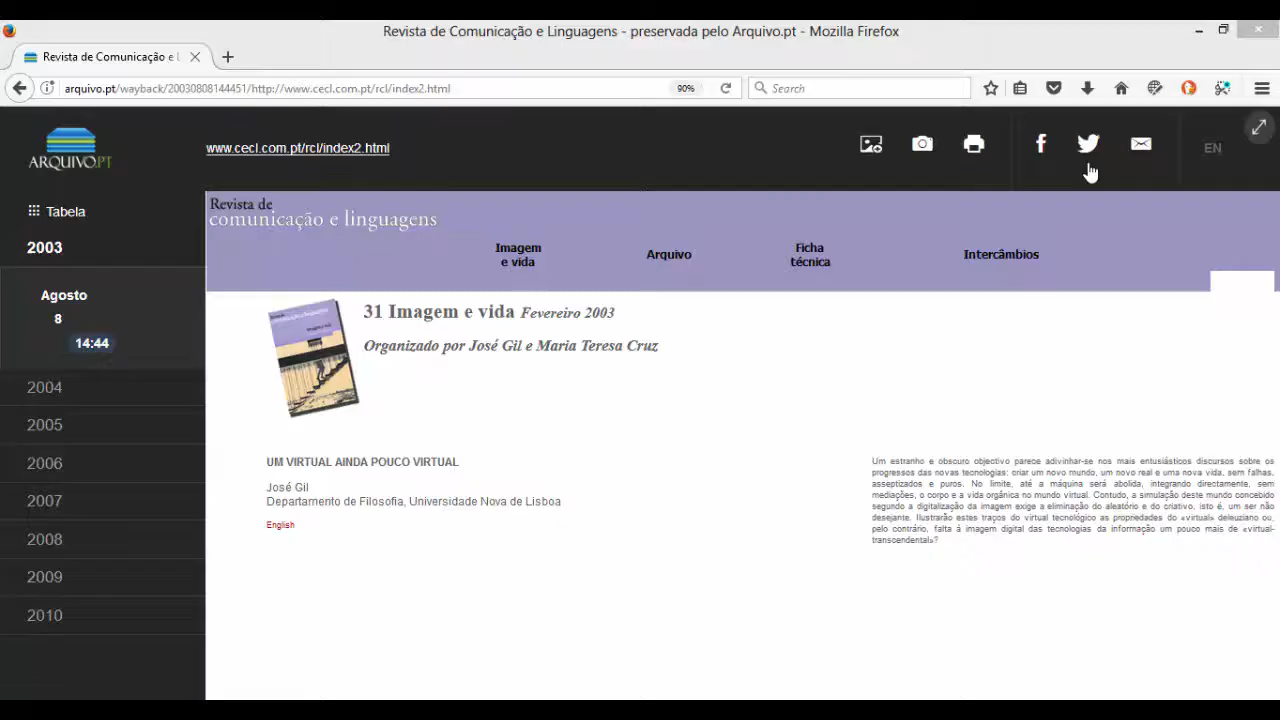 Revista de Comunicação e Linguagens - preservada pelo Arquivo.pt - Mozilla Firefox
Revista de Comunicação e L
arquivo.pt/wayback/20030808144451/http://www.cecl.com.pt/rcl/index2.html
90%
Search
ARQUIVO.PT
www.cecl.com.pt/rcl/index2.html
EN
Tabela
2003
Agosto
8
14:44
2004
2005
2006
2007
2008
2009
2010
Revista de
comunicação e linguagens
Imagem
e vida
Arquivo
Ficha
técnica
Intercâmbios
31 Imagem e vida Fevereiro 2003
Organizado por José Gil e Maria Teresa Cruz
UM VIRTUAL AINDA POUCO VIRTUAL
José Gil
Departamento de Filosofia, Universidade Nova de Lisboa
English
Um estranho e obscuro objectivo parece adivinhar-se nos mais entusiásticos discursos sobre os
progressos das novas tecnologias: criar um novo mundo, um novo real e uma nova vida, sem falhas,
asseptizados e puros. No limite, até a máquina será abolida, integrando directamente, sem
mediações, o corpo e a vida orgânica no mundo virtual. Contudo, a simulação deste mundo concebido
segundo a digitalização da imagem exige a eliminação do aleatório e do criativo, isto é, um ser não
desejante. Ilustrarão estes traços do virtual tecnológico as propriedades do «virtual» deleuziano ou,
pelo contrário, falta á imagem digital das tecnologias da informação um pouco mais de «virtual-
transcendental»?